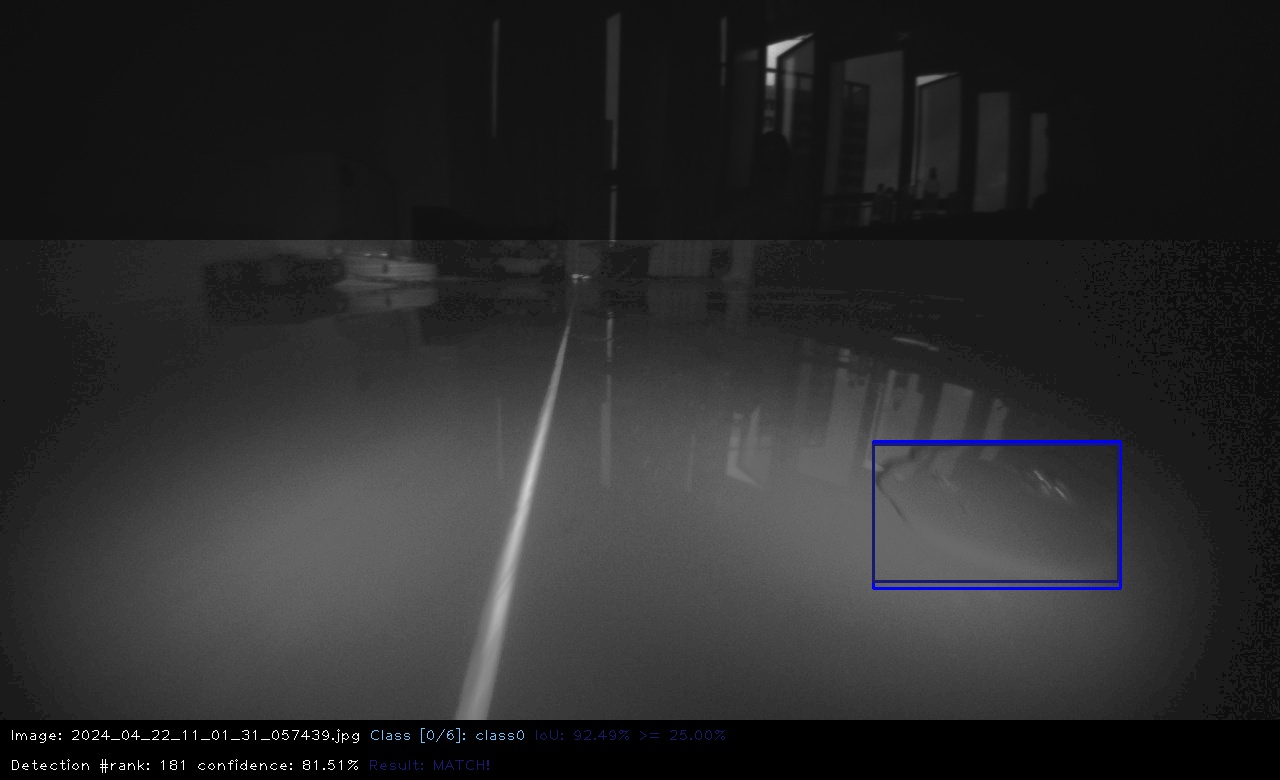 Image: 2024_04_22_11_01_31_057439.jpg Class [0/6]: class0 IoU: 92.49% >= 25.00%
Detection #rank: 181 confidence: 81.51% Result: MATCH!